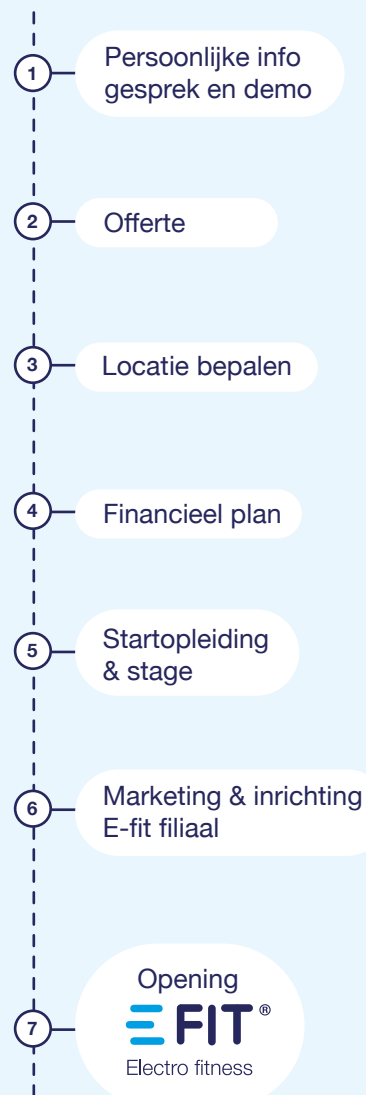 1
Persoonlijke info
gesprek en demo
2
Offerte
3
Locatie bepalen
4
Financieel plan
5
Startopleiding
& stage
6
Marketing & inrichting
E-fit filiaal
7
Opening
EFIT®
Electro fitness